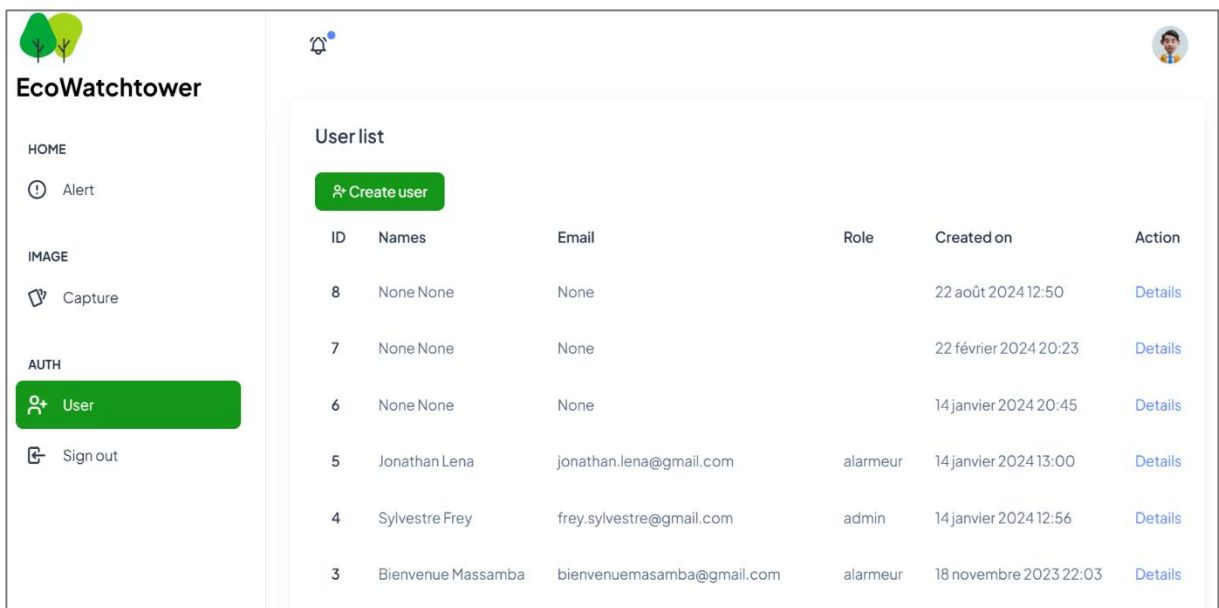 EcoWatchtower
HOME
Alert
IMAGE
Capture
AUTH
User
Sign out
User list
Create user
ID Names Email Role Created on Action
8 None None None 22 août 2024 12:50 Details
7 None None None 22 février 2024 20:23 Details
6 None None None 14 janvier 2024 20:45 Details
5 Jonathan Lena jonathan.lena@gmail.com alarmeur 14 janvier 2024 13:00 Details
4 Sylvestre Frey frey.sylvestre@gmail.com admin 14 janvier 2024 12:56 Details
3 Bienvenue Massamba bienvenuemasamba@gmail.com alarmeur 18 novembre 2023 22:03 Details